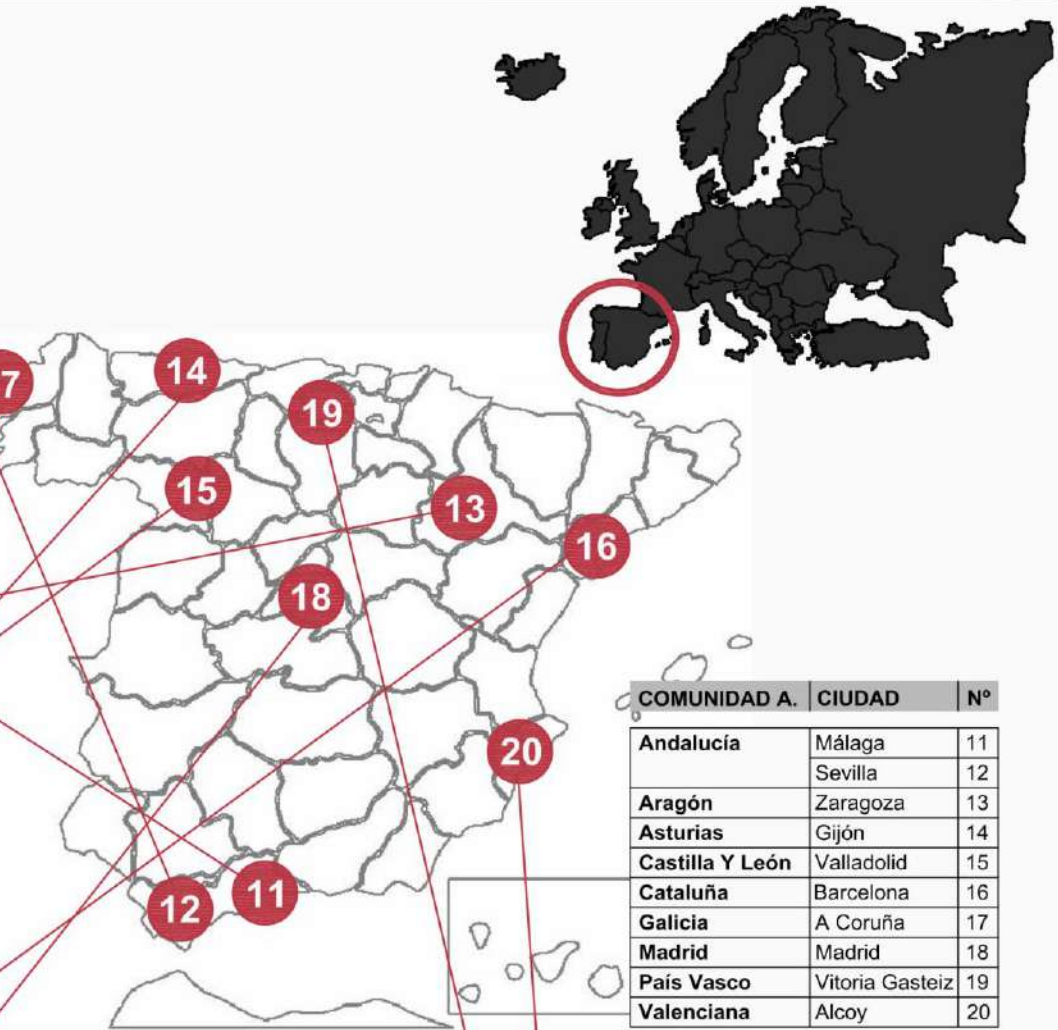 7
14
19
15
13
16
18
20
12
11
COMUNIDAD A. CIUDAD Nº
Andalucía Málaga 11
Sevilla 12
Aragón Zaragoza 13
Asturias Gijón 14
Castilla Y León Valladolid 15
Cataluña Barcelona 16
Galicia A Coruña 17
Madrid Madrid 18
País Vasco Vitoria Gasteiz 19
Valenciana Alcoy 20